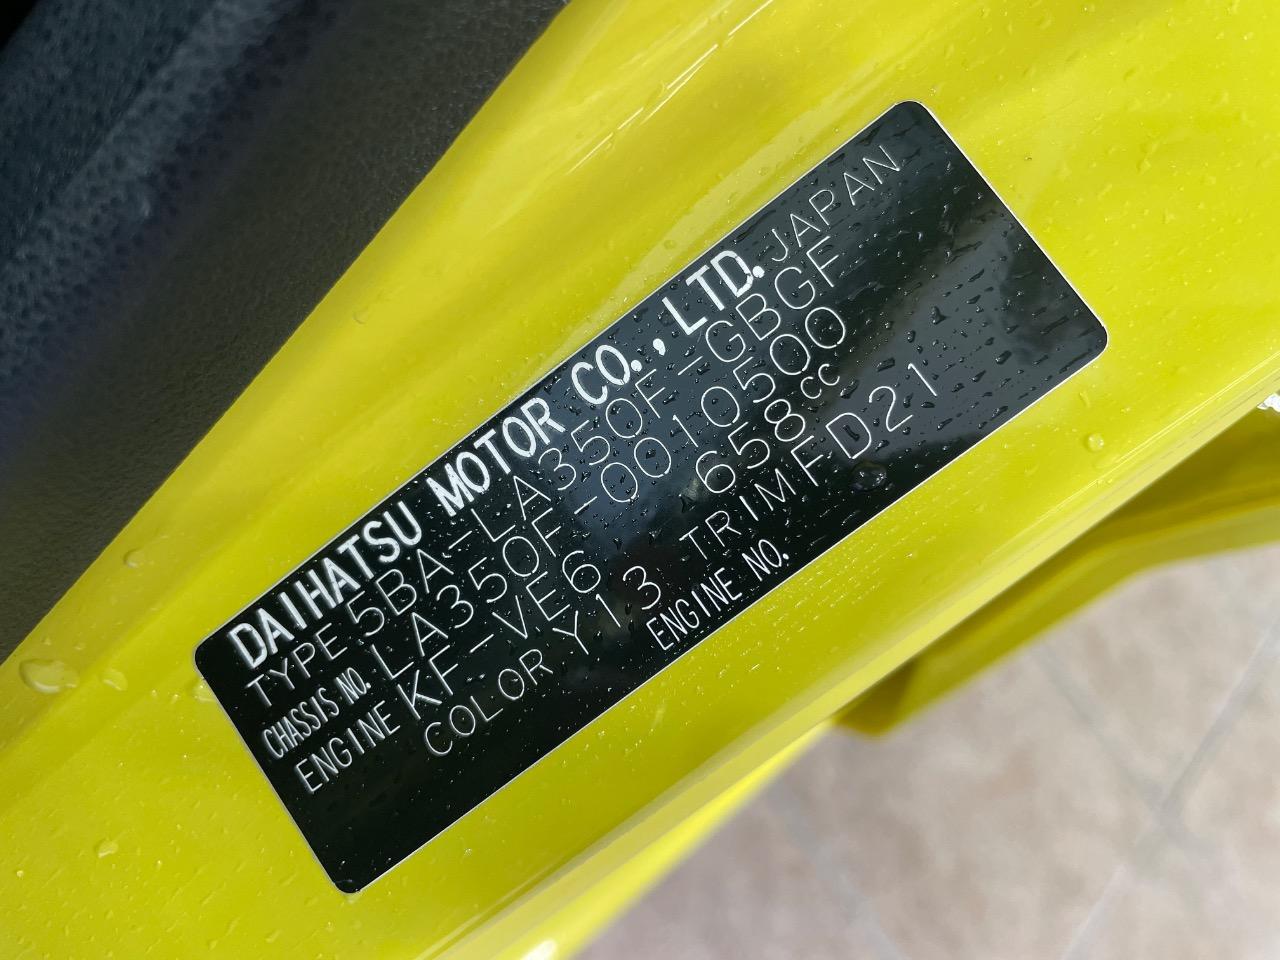 DAIHATSU MOTOR CO., LTD. JAPAN
TYPE 5BA-LA350F-GBGF
CHASSIS NO. LA350F-0010500
ENGINE KF-VE6 658cc
COLOR Y13 TRIM FD21
ENGINE NO.